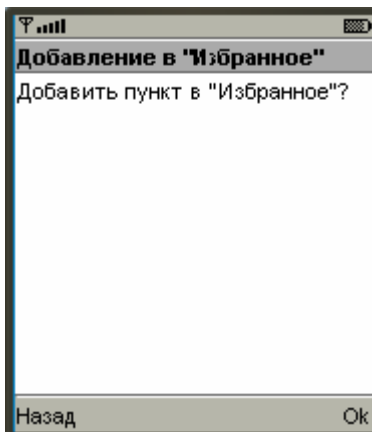 Добавление в "Избранное"
Добавить пункт в "Избранное"?
Назад Ok